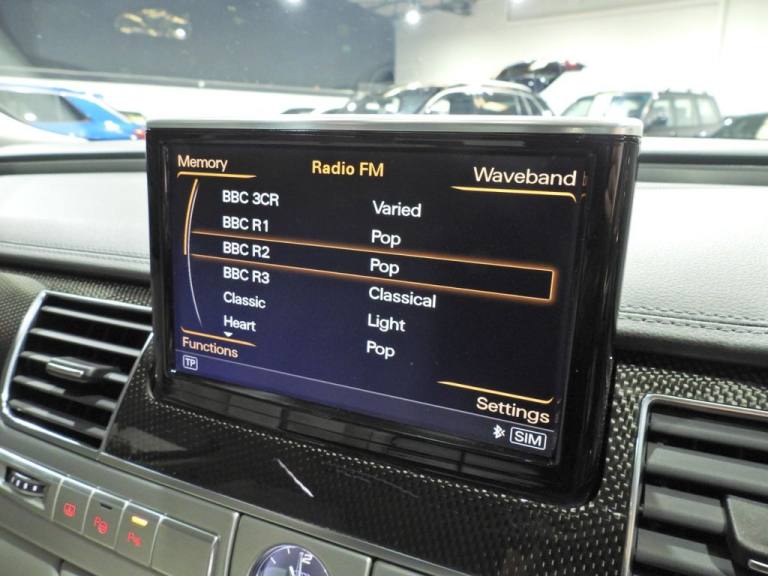 Memory
Radio FM
Waveband
BBC 3CR Varied
BBC R1 Pop
BBC R2 Pop
BBC R3 Classical
Classic Light
Heart Pop
Functions
TP
Settings
SIM
12